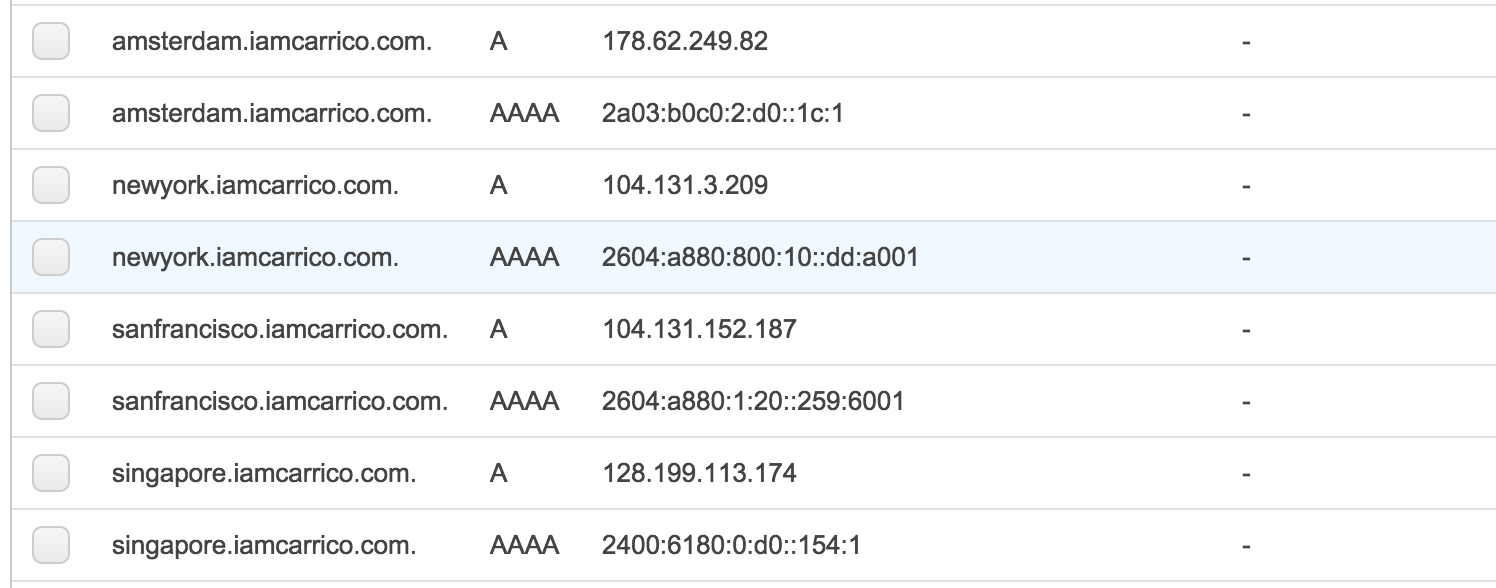 amsterdam.iamcarrico.com. A 178.62.249.82 -
amsterdam.iamcarrico.com. AAAA 2a03:b0c0:2:d0::1c:1 -
newyork.iamcarrico.com. A 104.131.3.209 -
newyork.iamcarrico.com. AAAA 2604:a880:800:10::dd:a001 -
sanfrancisco.iamcarrico.com. A 104.131.152.187 -
sanfrancisco.iamcarrico.com. AAAA 2604:a880:1:20::259:6001 -
singapore.iamcarrico.com. A 128.199.113.174 -
singapore.iamcarrico.com. AAAA 2400:6180:0:d0::154:1 -